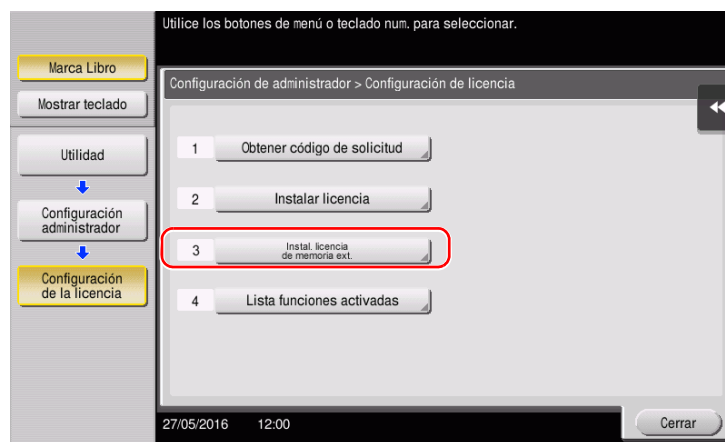 Utilice los botones de menú o teclado num. para seleccionar.
Marca Libro
Mostrar teclado
Utilidad
Configuración
administrador
Configuración
de la licencia
Configuración de administrador > Configuración de licencia
1 Obtener código de solicitud
2 Instalar licencia
3 Instal. licencia
de memoria ext.
4 Lista funciones activadas
27/05/2016 12:00
Cerrar